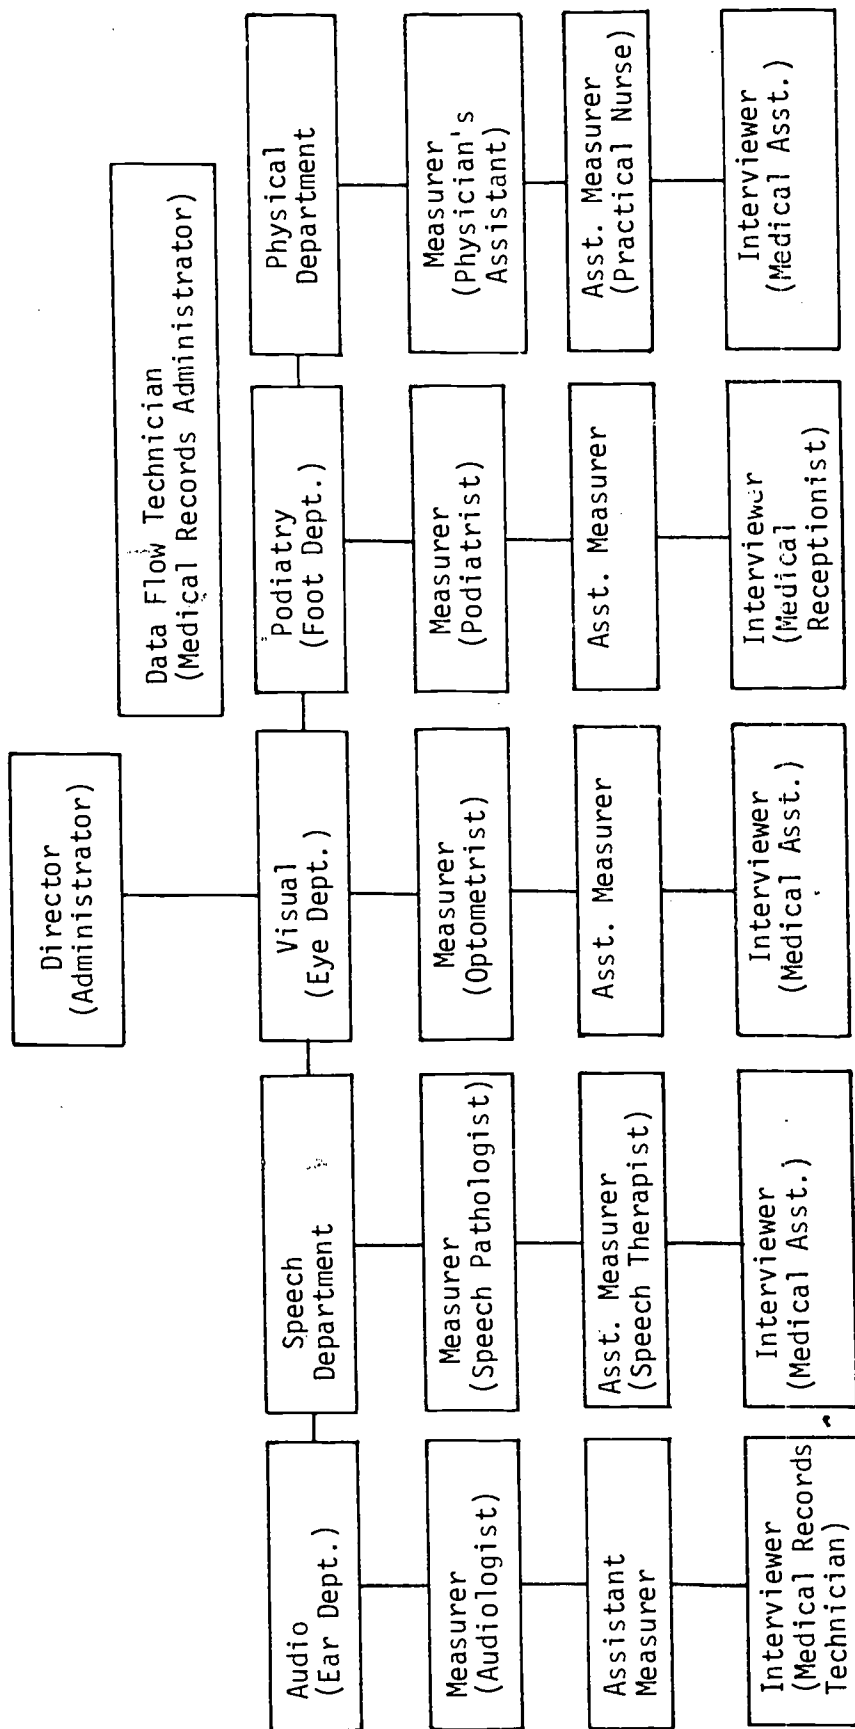 Director
(Administrator)
Data Flow Technician
(Medical Records Administrator)
Audio
(Ear Dept.)
Speech
Department
Visual
(Eye Dept.)
Podiatry
(Foot Dept.)
Physical
Department
Measurer
(Audiologist)
Measurer
(Speech Pathologist)
Measurer
(Optometrist)
Measurer
(Podiatrist)
Measurer
(Physician's
Assistant)
Assistant
Measurer
Asst. Measurer
(Speech Therapist)
Asst. Measurer
Asst. Measurer
Asst. Measurer
(Practical Nurse)
Interviewer
(Medical Records
Technician)
Interviewer
(Medical Asst.)
Interviewer
(Medical Asst.)
Interviewer
(Medical
Receptionist)
Interviewer
(Medical Asst.)